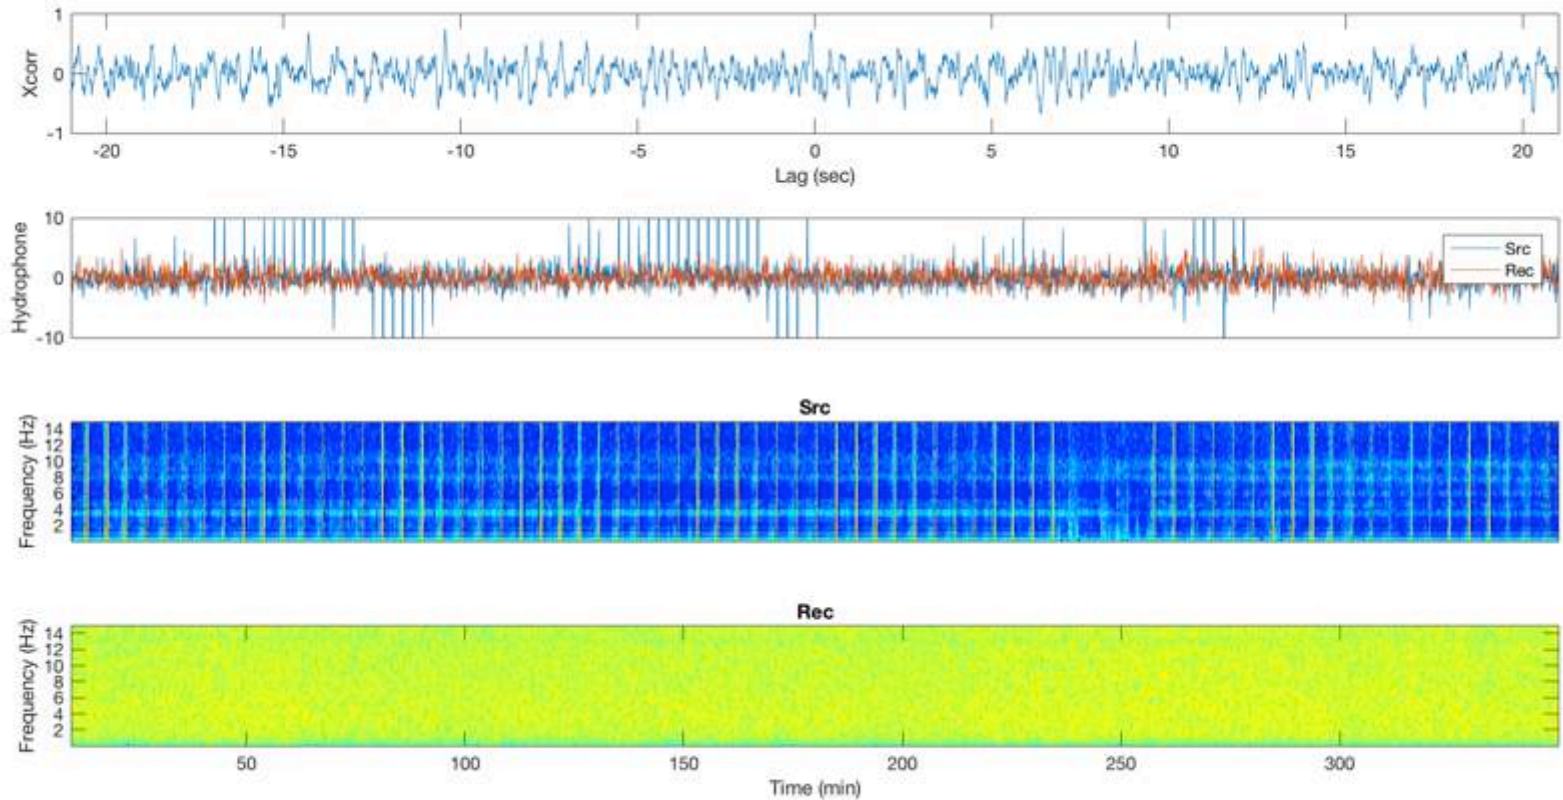 1
Xcorr
0
-1
-20 -15 -10 -5 0 5 10 15 20
Lag (sec)
10
Hydrophone
0
-10
Src
Rec
Src
Frequency (Hz)
14
12
10
8
6
4
2
Rec
Frequency (Hz)
14
12
10
8
6
4
2
50 100 150 200 250 300
Time (min)